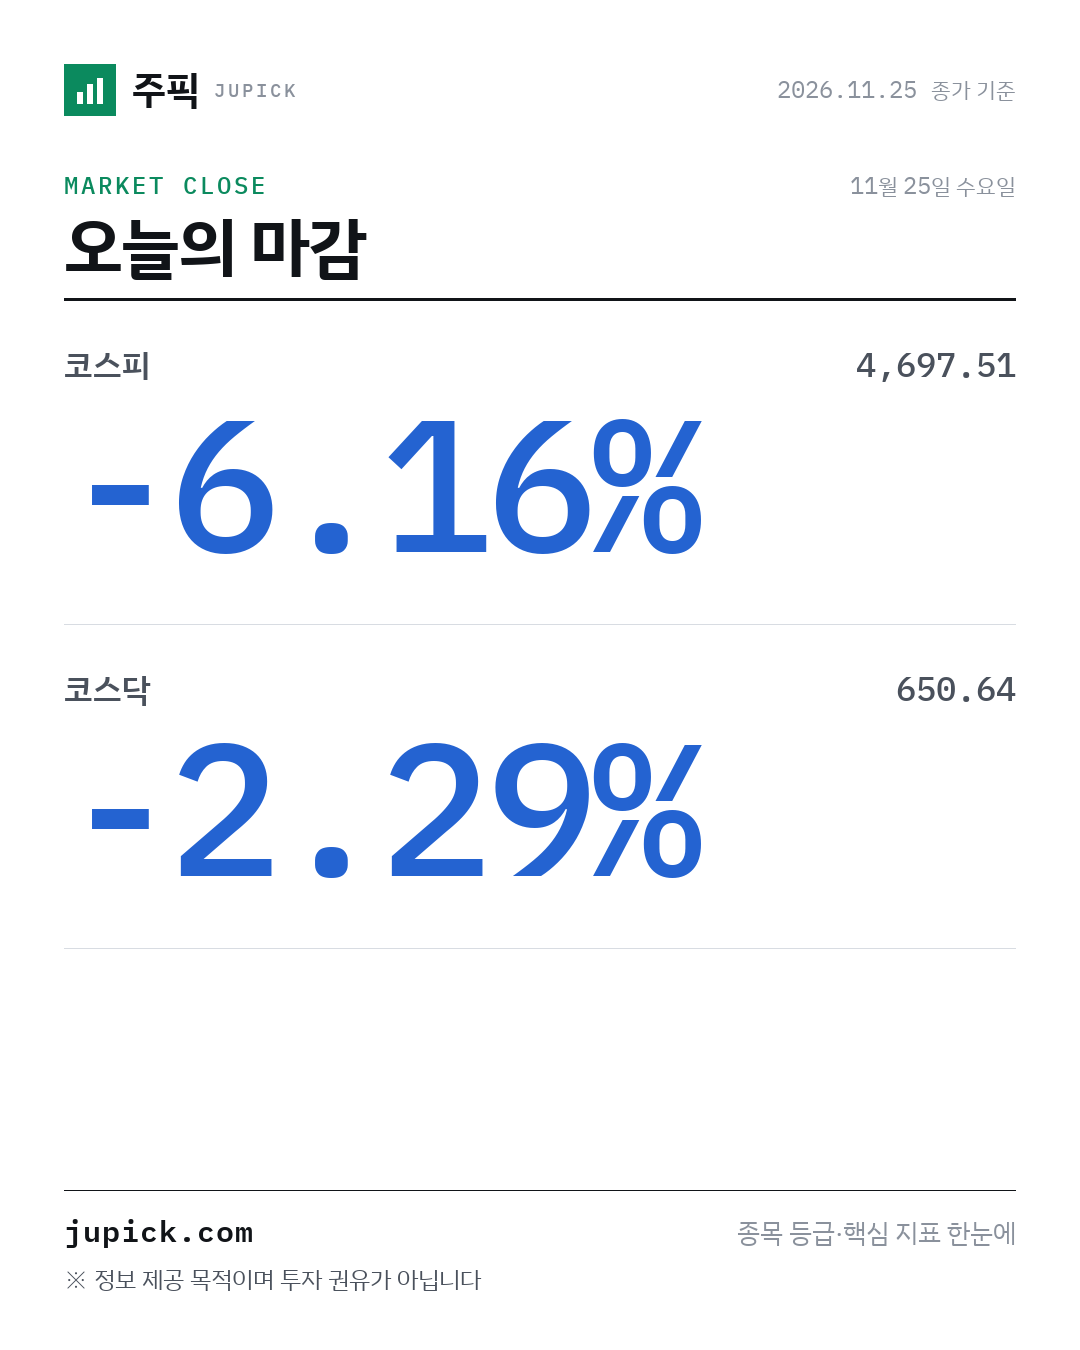 주픽 JUPICK 2026.11.25 종가 기준
MARKET CLOSE 11월 25일 수요일
오늘의 마감
코스피 4,697.51
-6.16%
코스닥 650.64
-2.29%
jupick.com 종목 등급·핵심 지표 한눈에
※ 정보 제공 목적이며 투자 권유가 아닙니다